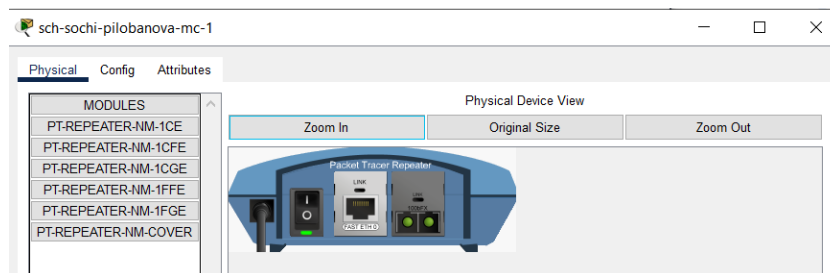 sch-sochi-pilobanova-mc-1
Physical Config Attributes
MODULES
PT-REPEATER-NM-1CE
PT-REPEATER-NM-1CFE
PT-REPEATER-NM-1CGE
PT-REPEATER-NM-1FFE
PT-REPEATER-NM-1FGE
PT-REPEATER-NM-COVER
Physical Device View
Zoom In Original Size Zoom Out
Packet Tracer Repeater
LINK
FAST ETH 0
LINK
100MFX